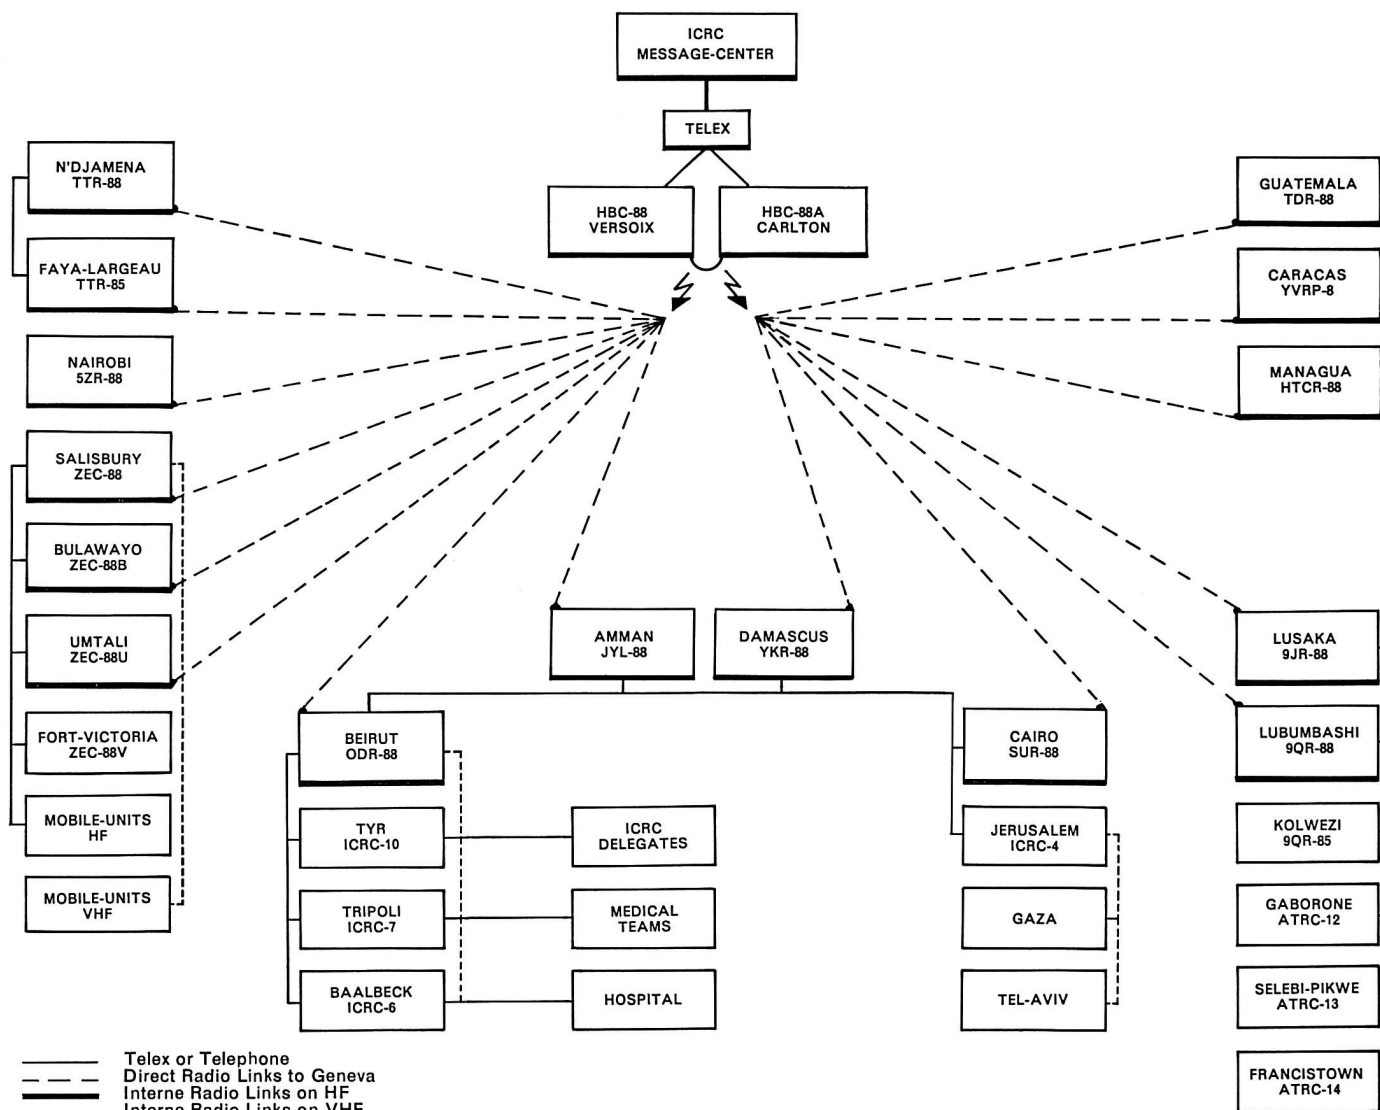 ICRC
MESSAGE-CENTER
TELEX
HBC-88
VERSOIX
HBC-88A
CARLTON
N'DJAMENA
TTR-88
FAYA-LARGEAU
TTR-85
NAIROBI
5ZR-88
SALISBURY
ZEC-88
BULAWAYO
ZEC-88B
UMTALI
ZEC-88U
FORT-VICTORIA
ZEC-88V
MOBILE-UNITS
HF
MOBILE-UNITS
VHF
AMMAN
JYL-88
DAMASCUS
YKR-88
BEIRUT
ODR-88
TYR
ICRC-10
TRIPOLI
ICRC-7
BAALBECK
ICRC-6
ICRC
DELEGATES
MEDICAL
TEAMS
HOSPITAL
CAIRO
SUR-88
JERUSALEM
ICRC-4
GAZA
TEL-AVIV
GUATEMALA
TDR-88
CARACAS
YVRP-8
MANAGUA
HTCR-88
LUSAKA
9JR-88
LUBUMBASHI
9QR-88
KOLWEZI
9QR-85
GABORONE
ATRC-12
SELEBI-PIKWE
ATRC-13
FRANCISTOWN
ATRC-14
Telex or Telephone
Direct Radio Links to Geneva
Interne Radio Links on HF
Interne Radio Links on VHF